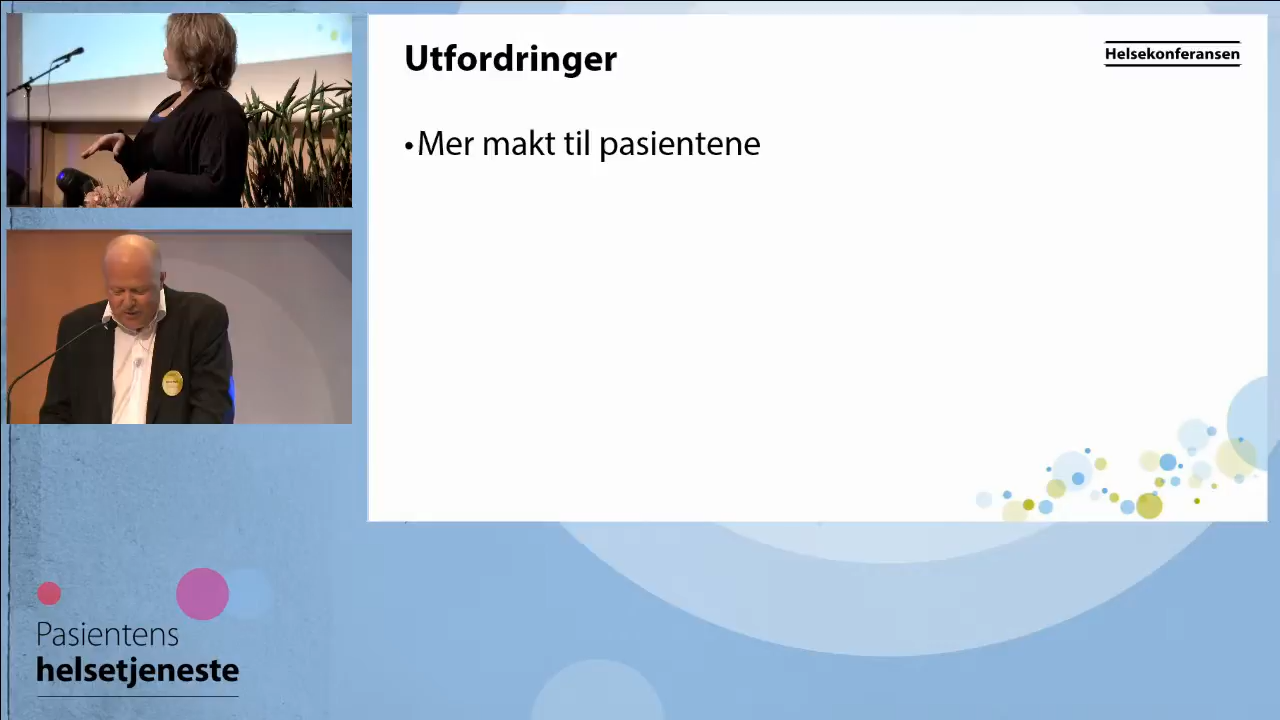 Utfordringer
Helsekonferansen
•Mer makt til pasientene
Pasientens
helsetjeneste